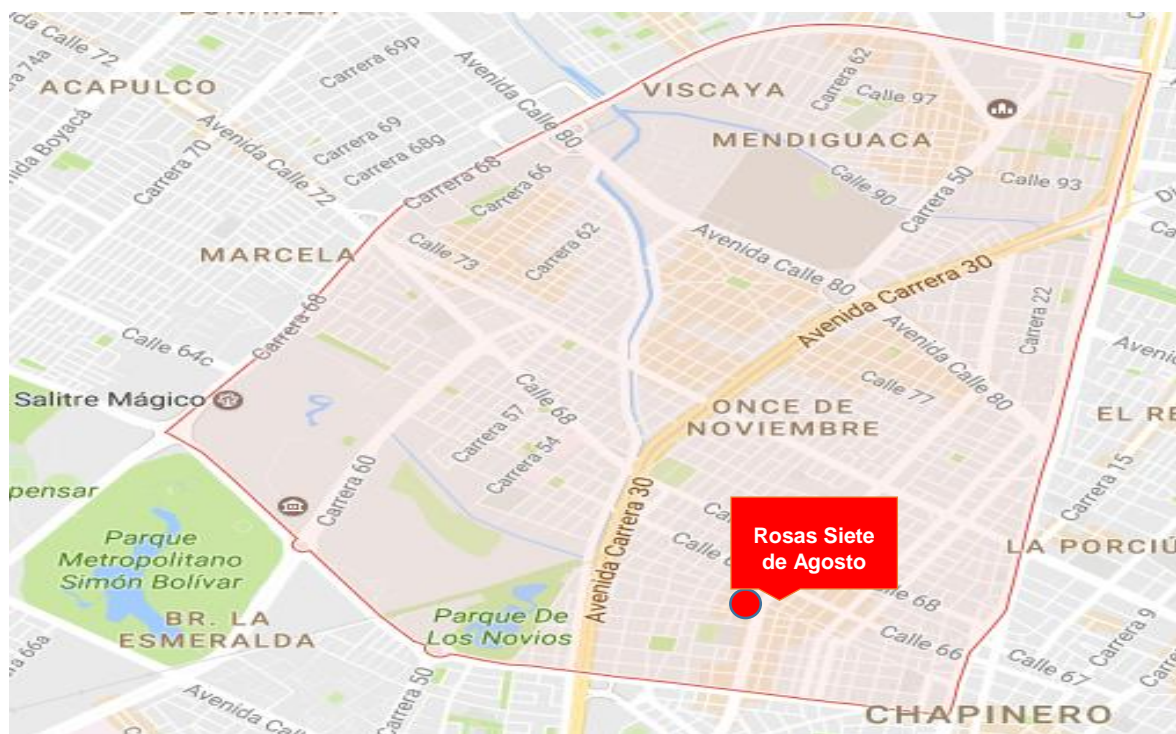 Avenida Calle 72
Carrera 69p
Avenida Calle 80
Carrera 62
VISCAYA
ACAPULCO
Calle 97
Carrera 69
MENDIGUACA
Carrera 70
Avenida Calle 72
Carrera 68g
Carrera 68
Carrera 66
Calle 90
Carrera 50
Calle 93
MARCELA
Calle 73
Carrera 62
Avenida Calle 80
Avenida Carrera 30
Carrera 22
Carrera 68
Calle 64c
Avenida Calle 80
Calle 77
Calle 68
Salitre Mágico
Carrera 57
ONCE DE
NOVIEMBRE
Carrera 54
Carrera 15
Carrera 60
Avenida Carrera 30
Parque
Metropolitano
Simón Bolívar
Rosas Siete
de Agosto
68
BR. LA
ESMERALDA
Parque De
Los Novios
Calle 66
Calle 67
Carrera 9
Carrera 50
Avenida Calle
CHAPINERO